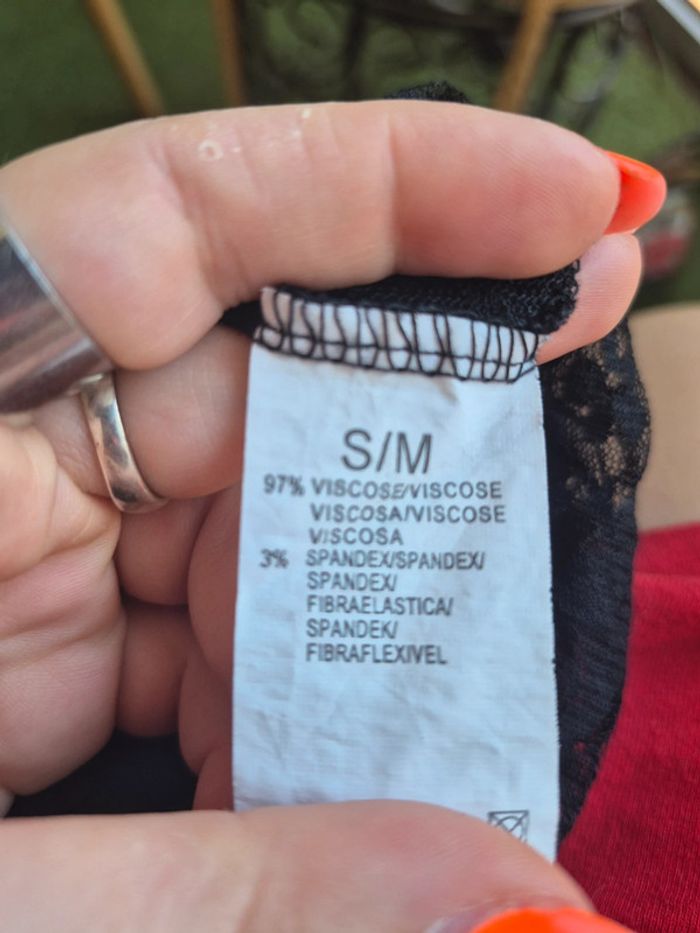 S/M
97% VISCOSE/VISCOSE
VISCOSA/VISCOSE
VISCOSA
3% SPANDEX/SPANDEX/
SPANDEX/
FIBRAELASTICA/
SPANDEK/
FIBRAFLEXIVEL